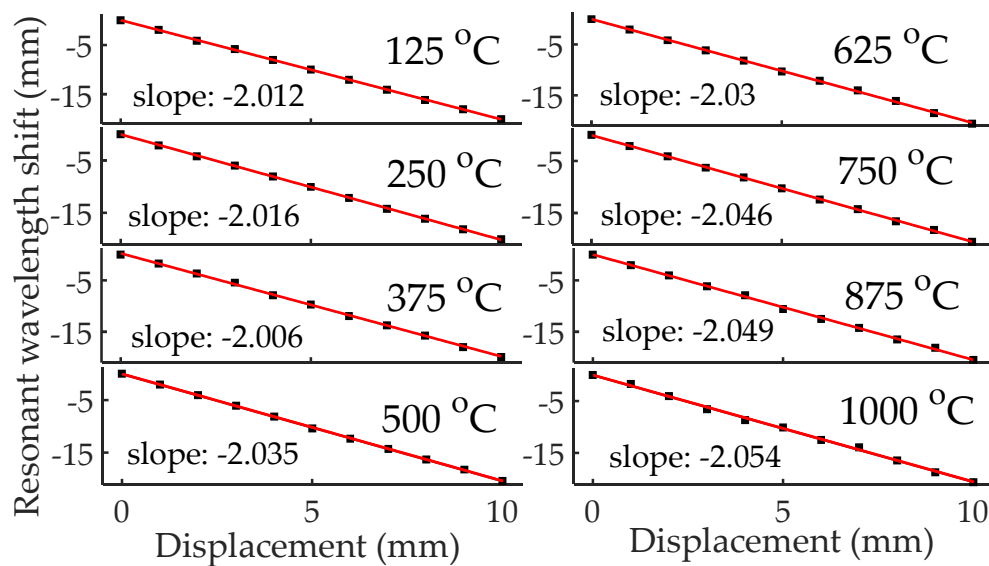 Resonant wavelength shift (mm)
-5
-15
125 °C
slope: -2.012
-5
-15
250 °C
slope: -2.016
-5
-15
375 °C
slope: -2.006
-5
-15
500 °C
slope: -2.035
0 5 10
Displacement (mm)
-5
-15
625 °C
slope: -2.03
-5
-15
750 °C
slope: -2.046
-5
-15
875 °C
slope: -2.049
-5
-15
1000 °C
slope: -2.054
0 5 10
Displacement (mm)